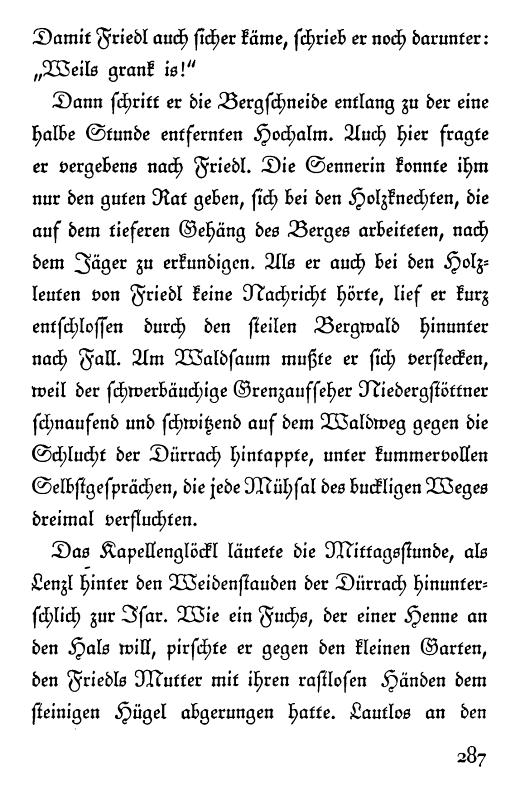 Damit Friedl auch sicher käme, schrieb er noch darunter:
„Weils grank is!“
Dann schritt er die Bergschneide entlang zu der eine
halbe Stunde entfernten Hochalm. Auch hier fragte
er vergebens nach Friedl. Die Sennerin konnte ihm
nur den guten Rat geben, sich bei den Holzknechten, die
auf dem tieferen Gehäng des Berges arbeiteten, nach
dem Jäger zu erkundigen. Als er auch bei den Holz-
leuten von Friedl keine Nachricht hörte, lief er kurz
entschlossen durch den steilen Bergwald hinunter
nach Fall. Am Waldsaum mußte er sich verstecken,
weil der schwerbäuchige Grenzaufseher Niedergstöttner
schnaufend und schwitzend auf dem Waldweg gegen die
Schlucht der Dürrach hintappte, unter kummervollen
Selbstgesprächen, die jede Mühsal des buckligen Weges
dreimal verfluchten.
Das Kapellenglöckl läutete die Mittagsstunde, als
Lenzl hinter den Weidenstauden der Dürrach hinunter-
schlich zur Isar. Wie ein Fuchs, der einer Henne an
den Hals will, pirschte er gegen den kleinen Garten,
den Friedls Mutter mit ihren rastlosen Händen dem
steinigen Hügel abgerungen hatte. Lautlos an den
287